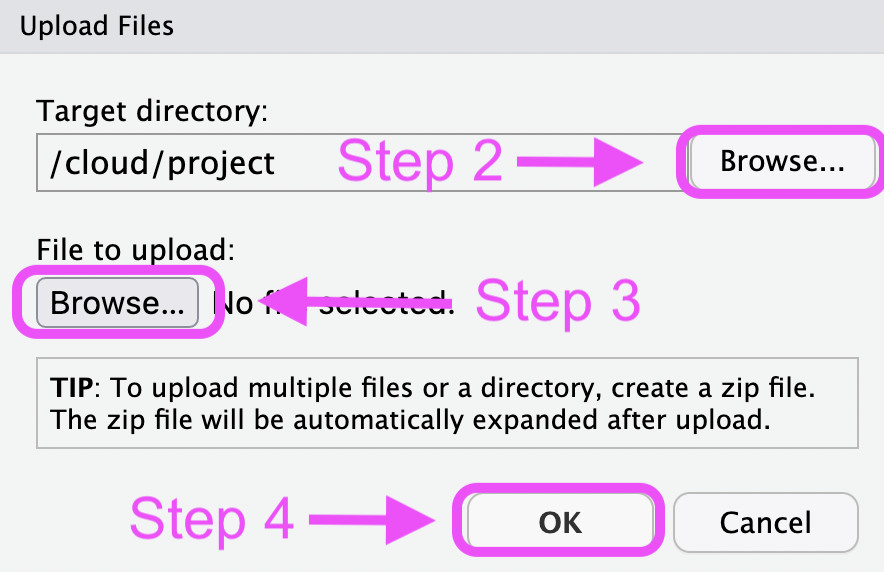 Upload Files
Target directory:
/cloud/project Step 2 Browse...
File to upload:
Browse... No selected. Step 3
TIP: To upload multiple files or a directory, create a zip file.
The zip file will be automatically expanded after upload.
Step 4 OK Cancel